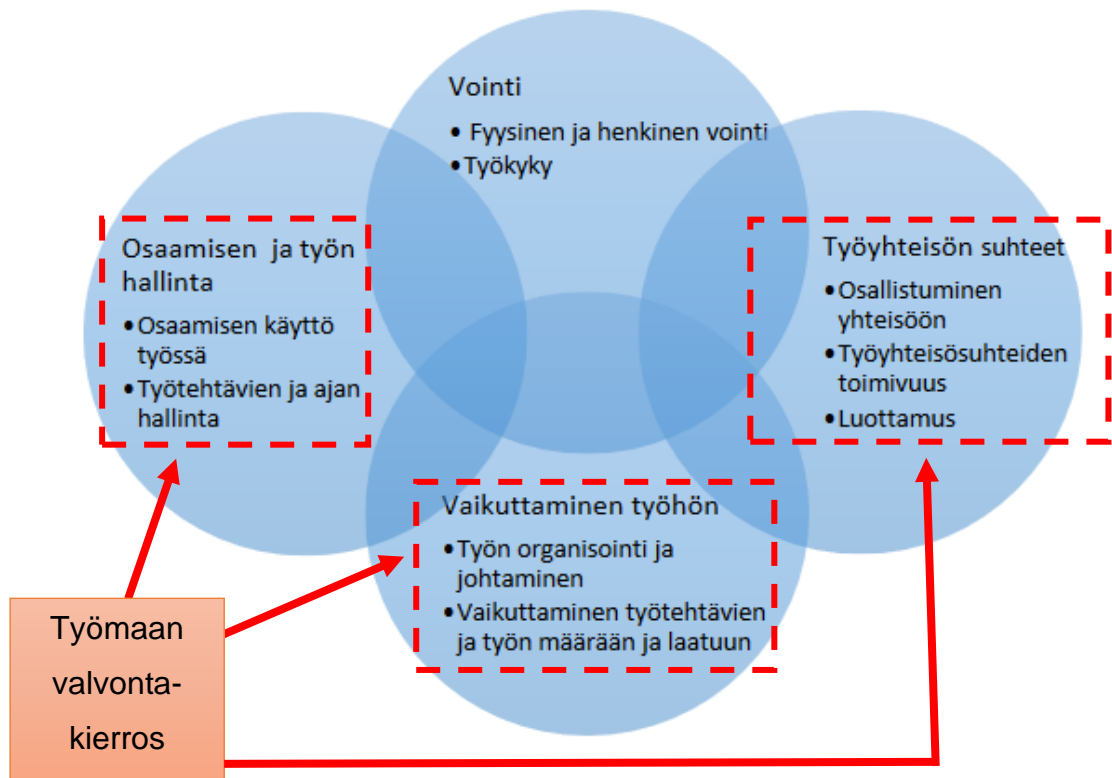 Vointi
• Fyysinen ja henkinen vointi
•Työkyky
Osaamisen ja työn
hallinta
•Osaamisen käyttö
työssä
•Työtehtävien ja ajan
hallinta
Työyhteisön suhteet
•Osallistuminen
yhteisöön
•Työyhteisösuhteiden
toimivuus
•Luottamus
Vaikuttaminen työhön
•Työn organisointi ja
johtaminen
•Vaikuttaminen työtehtävien
ja työn määrään ja laatuun
Työmaan
valvonta-
kierros